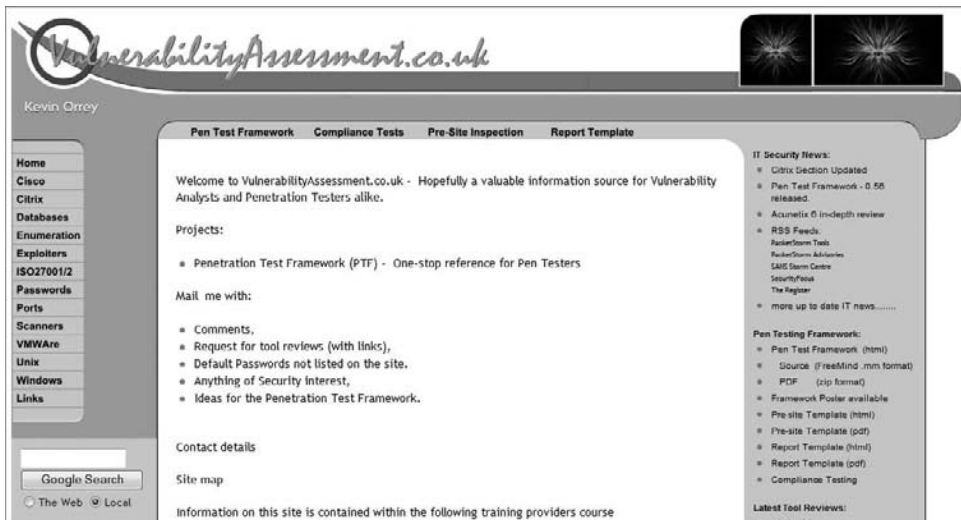 VulnerabilityAssessment.co.uk
Kevin Orrey
Pen Test Framework Compliance Tests Pre-Site Inspection Report Template
Home
Cisco
Citrix
Databases
Enumeration
Exploiters
ISO27001/2
Passwords
Ports
Scanners
VMWAre
Unix
Windows
Links
Google Search
The Web Local
Welcome to VulnerabilityAssessment.co.uk - Hopefully a valuable information source for Vulnerability
Analysts and Penetration Testers alike.
Projects:
Penetration Test Framework (PTF) - One-stop reference for Pen Testers
Mail me with:
Comments,
Request for tool reviews (with links),
Default Passwords not listed on the site.
Anything of Security interest,
Ideas for the Penetration Test Framework.
Contact details
Site map
Information on this site is contained within the following training providers course
IT Security News:
Citrix Section Updated
Pen Test Framework - 0.58
released.
Acunetix 6 in-depth review
RSS Feeds:
PacketStorm Tools
PacketStorm Advisories
SANS Storm Centre
SecurityFocus
The Register
more up to date IT news........
Pen Testing Framework:
Pen Test Framework (html)
Source (FreeMind .mm format)
PDF (zip format)
Framework Poster available
Pre-site Template (html)
Pre-site Template (pdf)
Report Template (html)
Report Template (pdf)
Compliance Testing
Latest Tool Reviews: